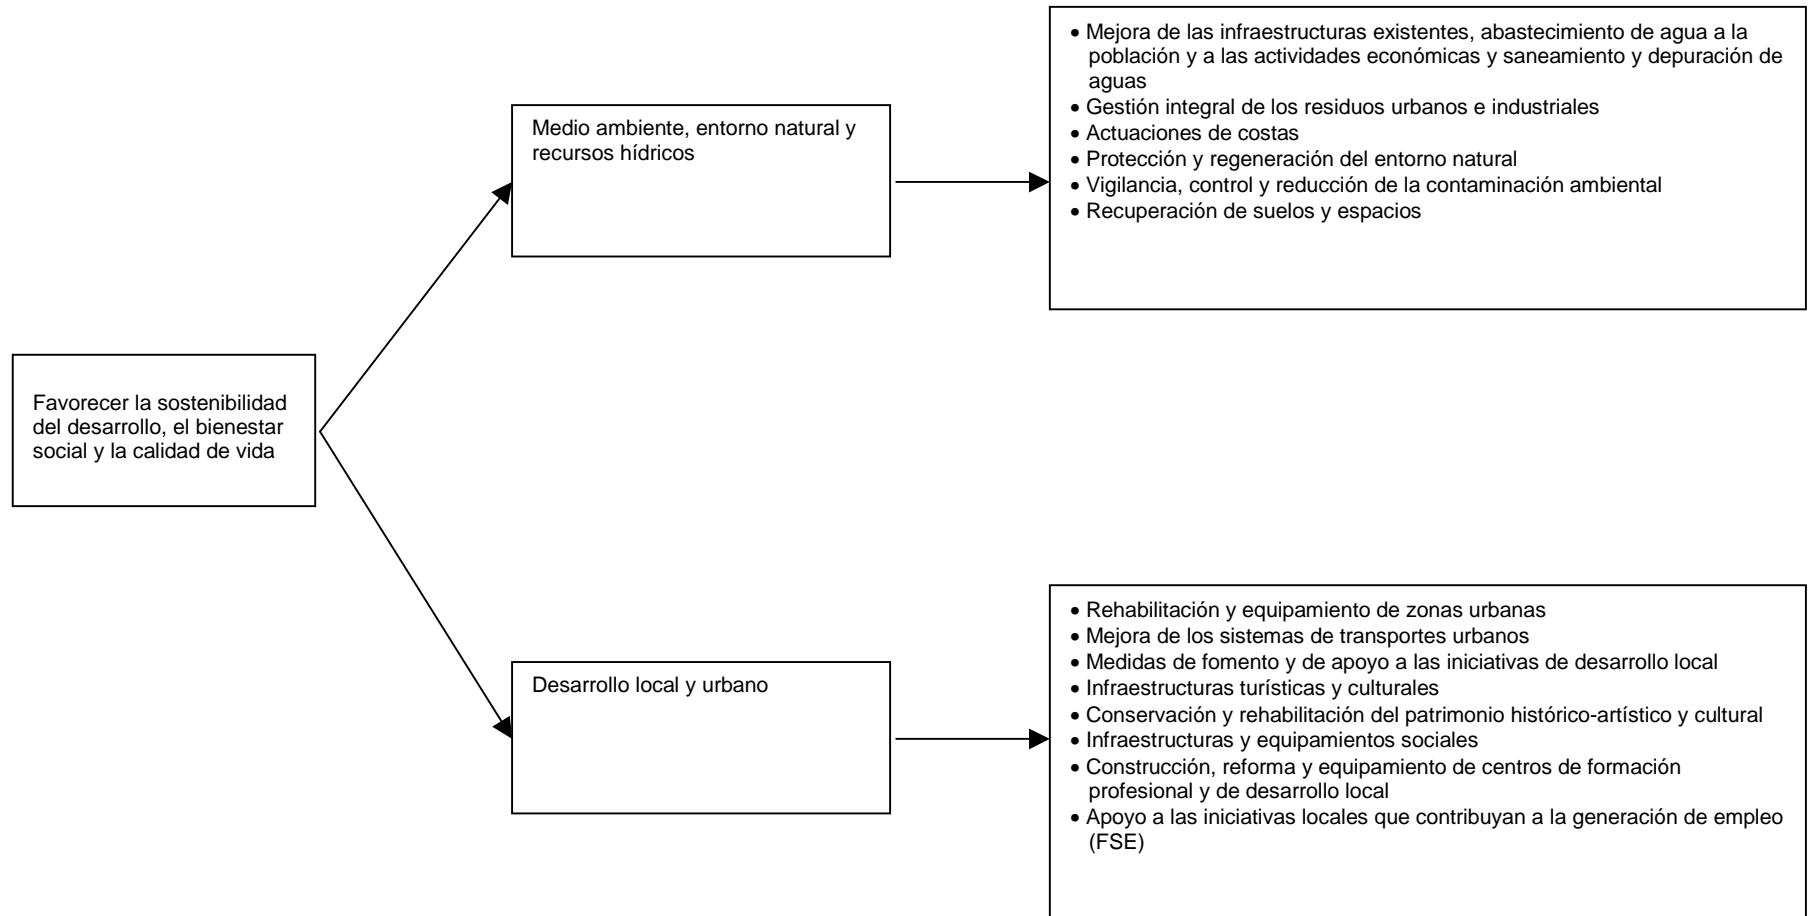 • Mejora de las infraestructuras existentes, abastecimiento de agua a la
población y a las actividades económicas y saneamiento y depuración de
aguas
• Gestión integral de los residuos urbanos e industriales
• Actuaciones de costas
• Protección y regeneración del entorno natural
• Vigilancia, control y reducción de la contaminación ambiental
• Recuperación de suelos y espacios
Medio ambiente, entorno natural y
recursos hídricos
Favorecer la sostenibilidad
del desarrollo, el bienestar
social y la calidad de vida
Desarrollo local y urbano
• Rehabilitación y equipamiento de zonas urbanas
• Mejora de los sistemas de transportes urbanos
• Medidas de fomento y de apoyo a las iniciativas de desarrollo local
• Infraestructuras turísticas y culturales
• Conservación y rehabilitación del patrimonio histórico-artístico y cultural
• Infraestructuras y equipamientos sociales
• Construcción, reforma y equipamiento de centros de formación
profesional y de desarrollo local
• Apoyo a las iniciativas locales que contribuyan a la generación de empleo
(FSE)